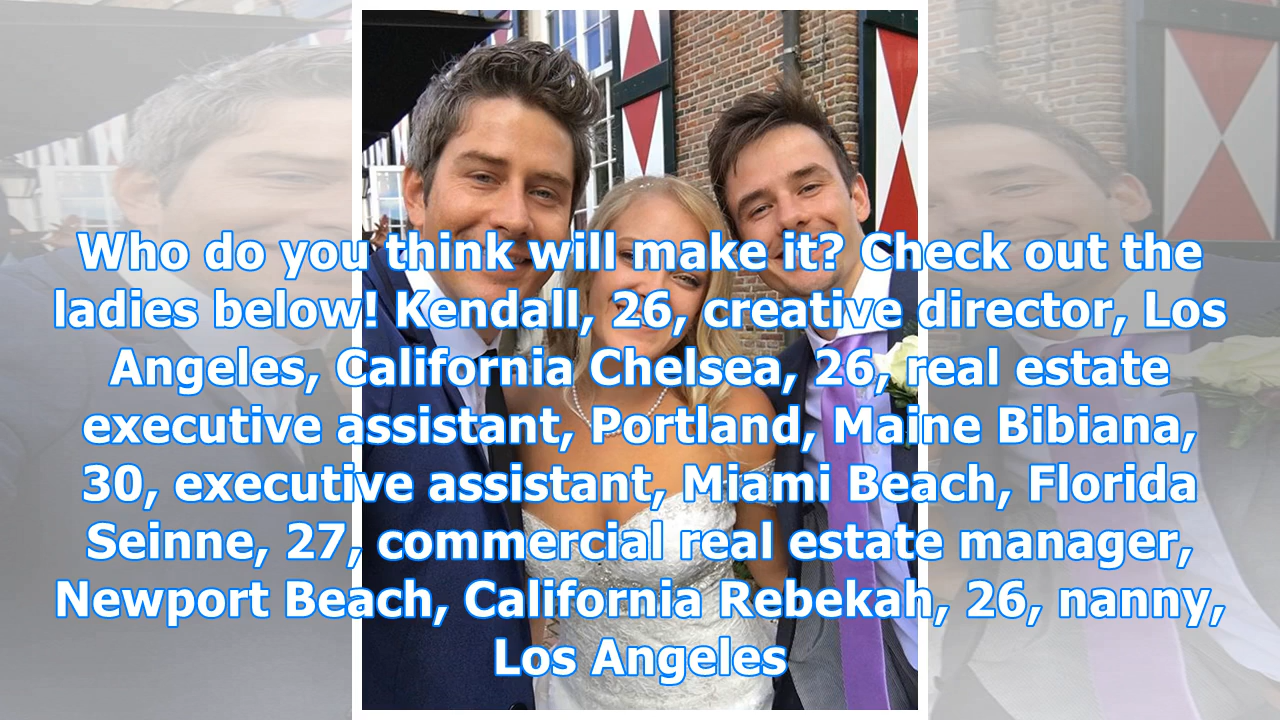 Who do you think will make it? Check out the
ladies below! Kendall, 26, creative director, Los
Angeles, California Chelsea, 26, real estate
executive assistant, Portland, Maine Bibiana,
30, executive assistant, Miami Beach, Florida
Seinne, 27, commercial real estate manager,
Newport Beach, California Rebekah, 26, nanny,
Los Angeles